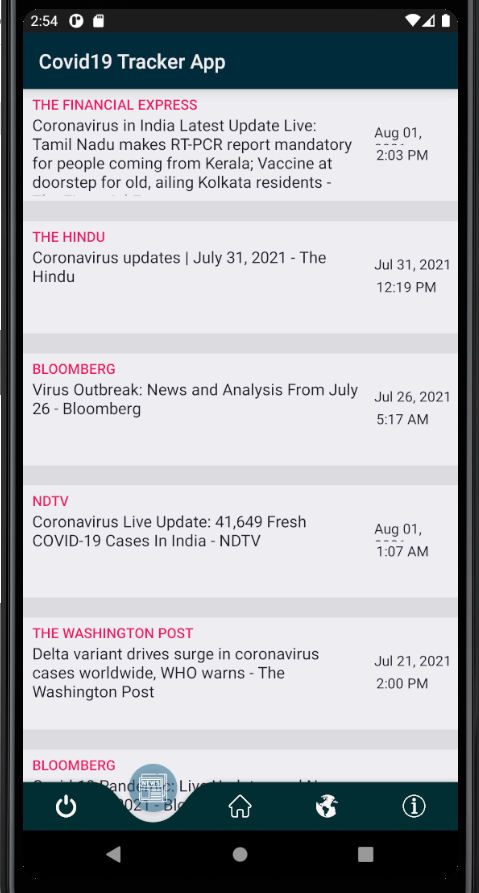 2:54
Covid19 Tracker App
THE FINANCIAL EXPRESS
Coronavirus in India Latest Update Live:
Tamil Nadu makes RT-PCR report mandatory
for people coming from Kerala; Vaccine at
doorstep for old, ailing Kolkata residents -
Aug 01,
2:03 PM
THE HINDU
Coronavirus updates | July 31, 2021 - The
Hindu
Jul 31, 2021
12:19 PM
BLOOMBERG
Virus Outbreak: News and Analysis From July
26 - Bloomberg
Jul 26, 2021
5:17 AM
NDTV
Coronavirus Live Update: 41,649 Fresh
COVID-19 Cases In India - NDTV
Aug 01,
1:07 AM
THE WASHINGTON POST
Delta variant drives surge in coronavirus
cases worldwide, WHO warns - The
Washington Post
Jul 21, 2021
2:00 PM
BLOOMBERG